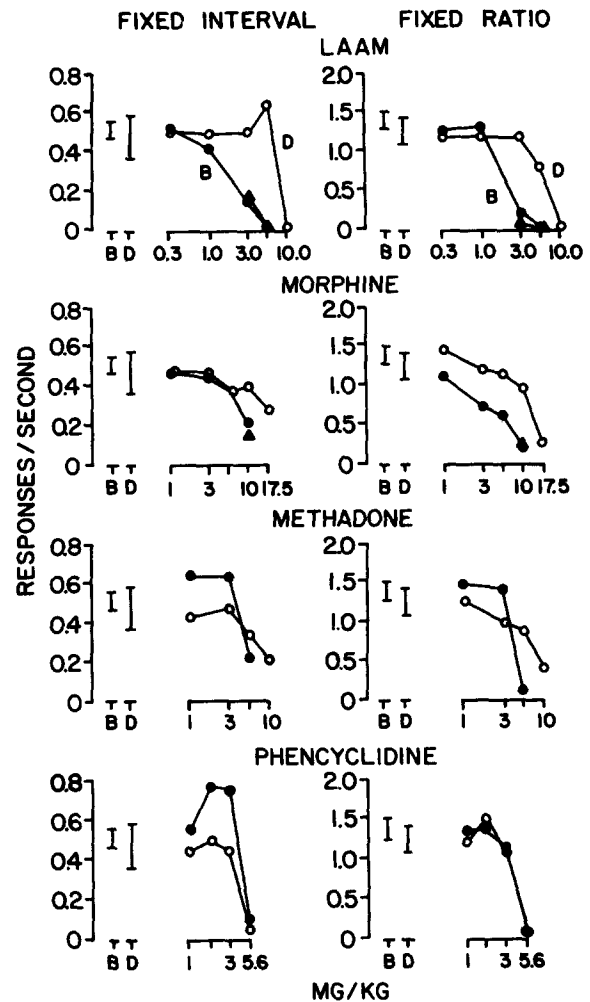 FIXED INTERVAL FIXED RATIO
LAAM
0.8 2.0
0.6 1.5
0.4 1.0
0.2 0.5
0 0
D D
B B
B D 0.3 1.0 3.0 10.0 B D 0.3 1.0 3.0 10.0
MORPHINE
0.8 2.0
0.6 1.5
0.4 1.0
0.2 0.5
0 0
B D 1 3 10 17.5 B D 1 3 10 17.5
RESPONSES/SECOND
METHADONE
0.8 2.0
0.6 1.5
0.4 1.0
0.2 0.5
0 0
B D 1 3 10 B D 1 3 10
PHENCYCLIDINE
0.8 2.0
0.6 1.5
0.4 1.0
0.2 0.5
0 0
B D 1 3 5.6 B D 1 3 5.6
MG/KG